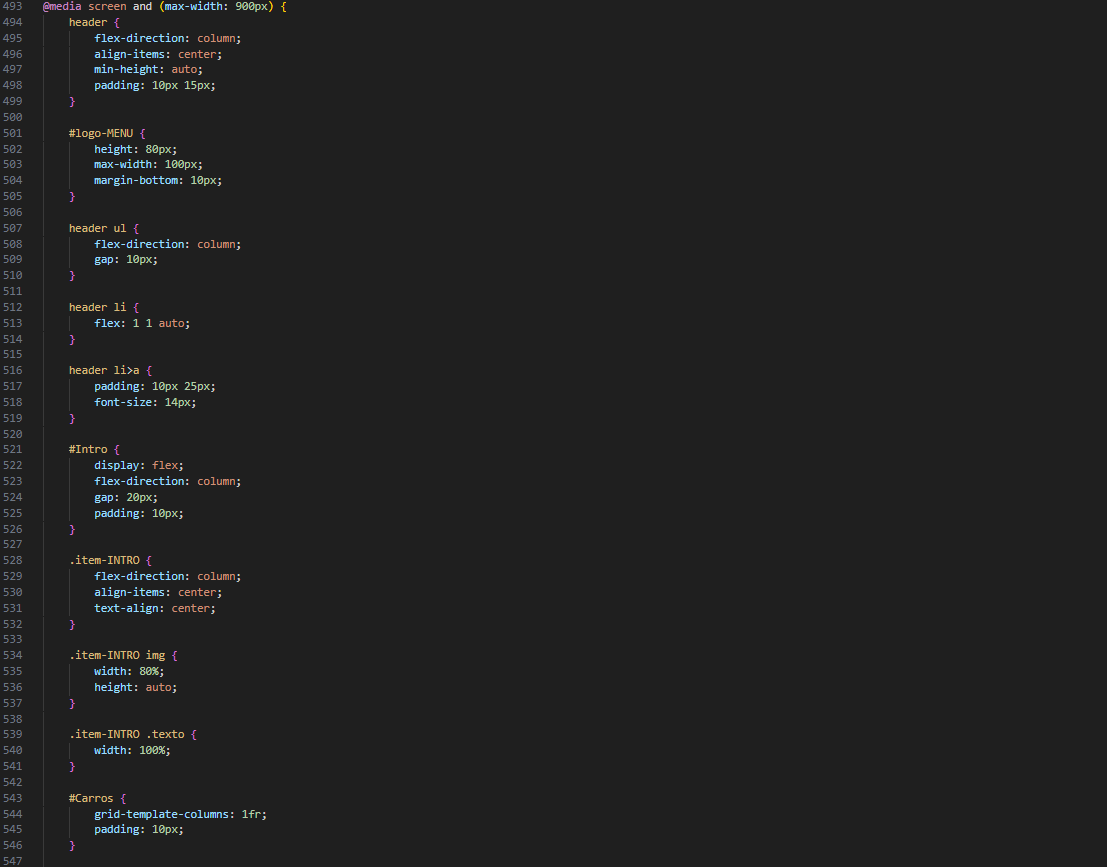 493 @media screen and (max-width: 900px) {
494     header {
495         flex-direction: column;
496         align-items: center;
497         min-height: auto;
498         padding: 10px 15px;
499     }
500
501     #logo-MENU {
502         height: 80px;
503         max-width: 100px;
504         margin-bottom: 10px;
505     }
506
507     header ul {
508         flex-direction: column;
509         gap: 10px;
510     }
511
512     header li {
513         flex: 1 1 auto;
514     }
515
516     header li>a {
517         padding: 10px 25px;
518         font-size: 14px;
519     }
520
521     #Intro {
522         display: flex;
523         flex-direction: column;
524         gap: 20px;
525         padding: 10px;
526     }
527
528     .item-INTRO {
529         flex-direction: column;
530         align-items: center;
531         text-align: center;
532     }
533
534     .item-INTRO img {
535         width: 80%;
536         height: auto;
537     }
538
539     .item-INTRO .texto {
540         width: 100%;
541     }
542
543     #Carros {
544         grid-template-columns: 1fr;
545         padding: 10px;
546     }
547